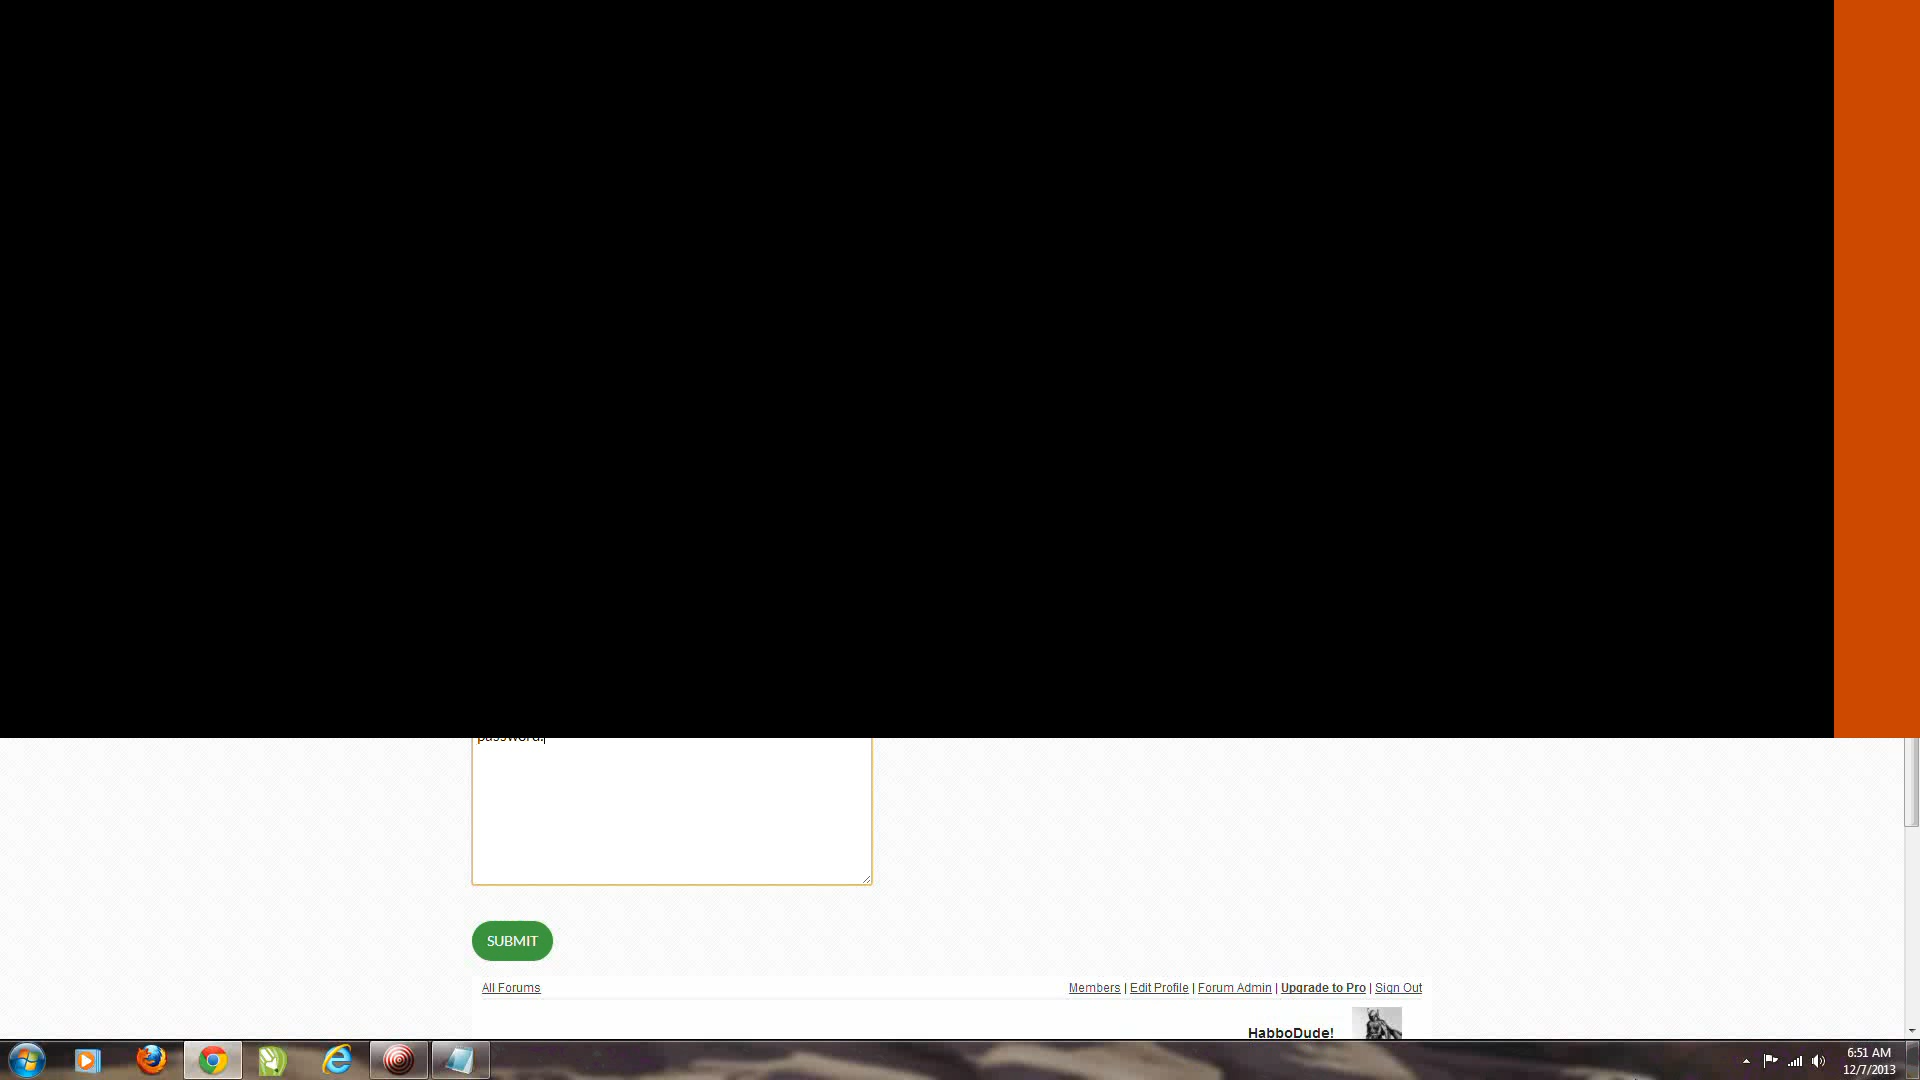 password.
SUBMIT
All Forums
Members | Edit Profile | Forum Admin | Upgrade to Pro | Sign Out
HabboDude!
6:51 AM
12/7/2013